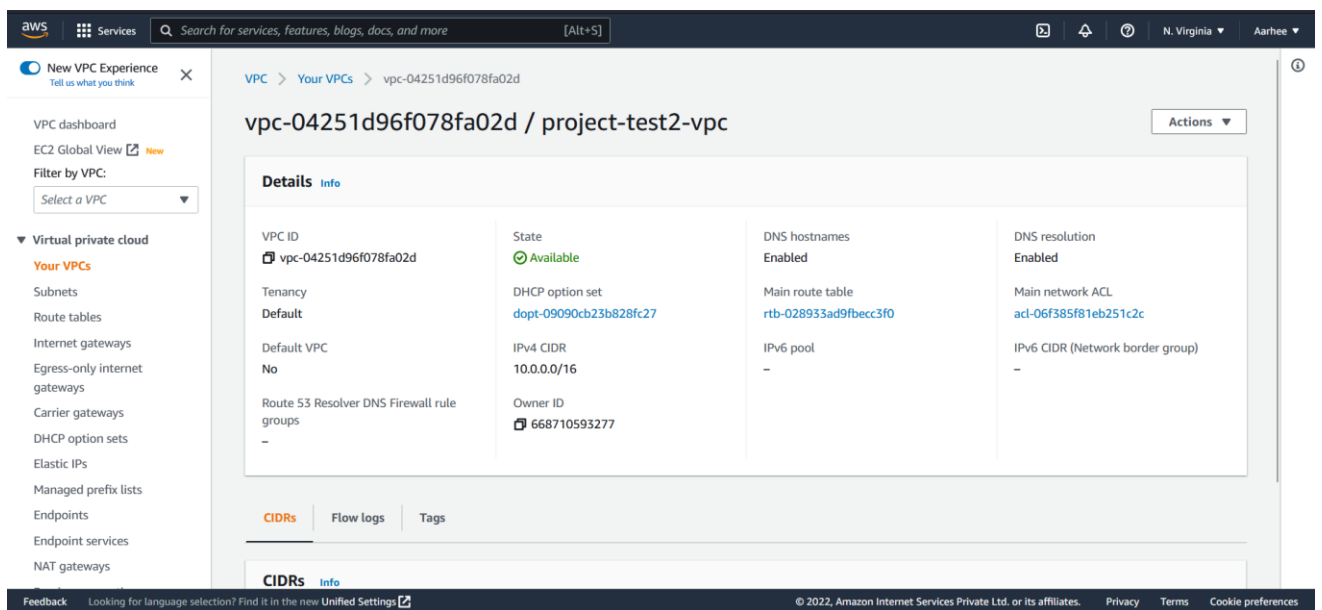 aws
Services
Search for services, features, blogs, docs, and more [Alt+S]
N. Virginia ▼
Aarhee ▼
New VPC Experience
Tell us what you think
VPC dashboard
EC2 Global View New
Filter by VPC:
Select a VPC
Virtual private cloud
Your VPCs
Subnets
Route tables
Internet gateways
Egress-only internet
gateways
Carrier gateways
DHCP option sets
Elastic IPs
Managed prefix lists
Endpoints
Endpoint services
NAT gateways
VPC > Your VPCs > vpc-04251d96f078fa02d
vpc-04251d96f078fa02d / project-test2-vpc
Actions ▼
Details Info
VPC ID
vpc-04251d96f078fa02d
State
Available
DNS hostnames
Enabled
DNS resolution
Enabled
Tenancy
Default
DHCP option set
dopt-09090cb23b828fc27
Main route table
rtb-028933ad9fbecc3f0
Main network ACL
acl-06f385f81eb251c2c
Default VPC
No
IPv4 CIDR
10.0.0.0/16
IPv6 pool
–
IPv6 CIDR (Network border group)
–
Route 53 Resolver DNS Firewall rule
groups
–
Owner ID
668710593277
CIDRs
Flow logs
Tags
CIDRs Info
Feedback
Looking for language selection? Find it in the new Unified Settings
© 2022, Amazon Internet Services Private Ltd. or its affiliates.
Privacy
Terms
Cookie preferences